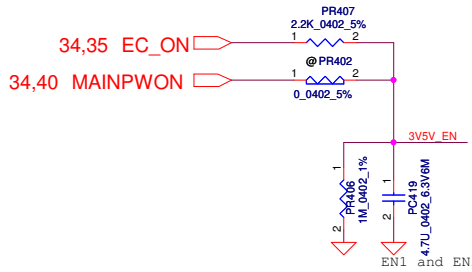 PR407
2.2K_0402_5%
34,35 EC_ON
1 2
@ PR402
34,40 MAINPWON
1 2
0_0402_5%
3V5V_EN
1
PR406
1M_0402_1%
2
1
PC419
4.7U_0402_6.3V6M
2
EN1 and EN